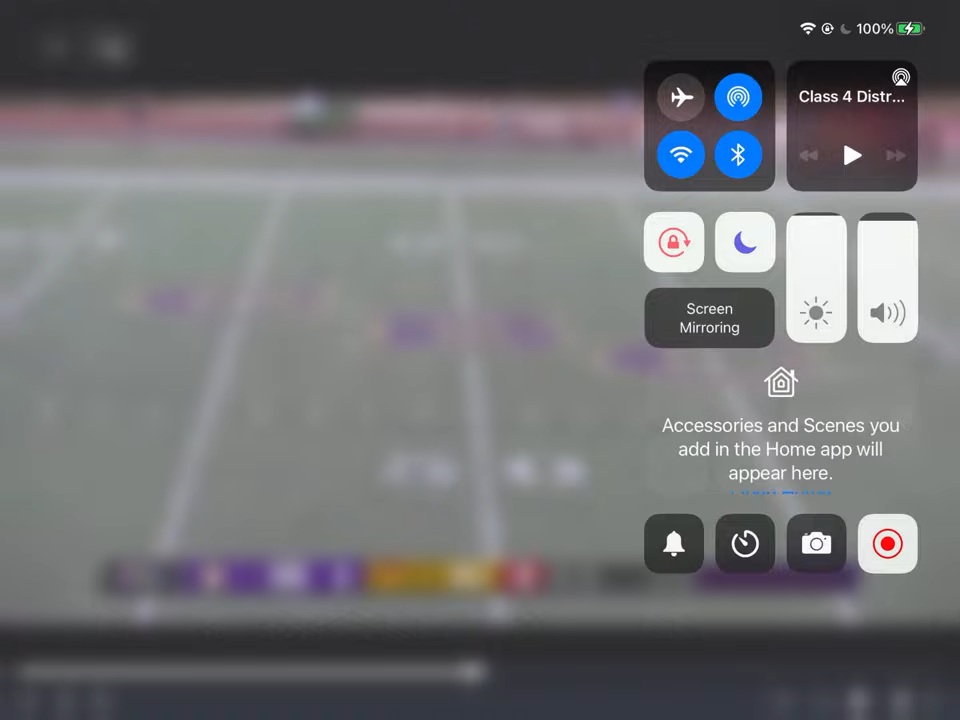 100%
Class 4 Distr...
Screen
Mirroring
Accessories and Scenes you
add in the Home app will
appear here.